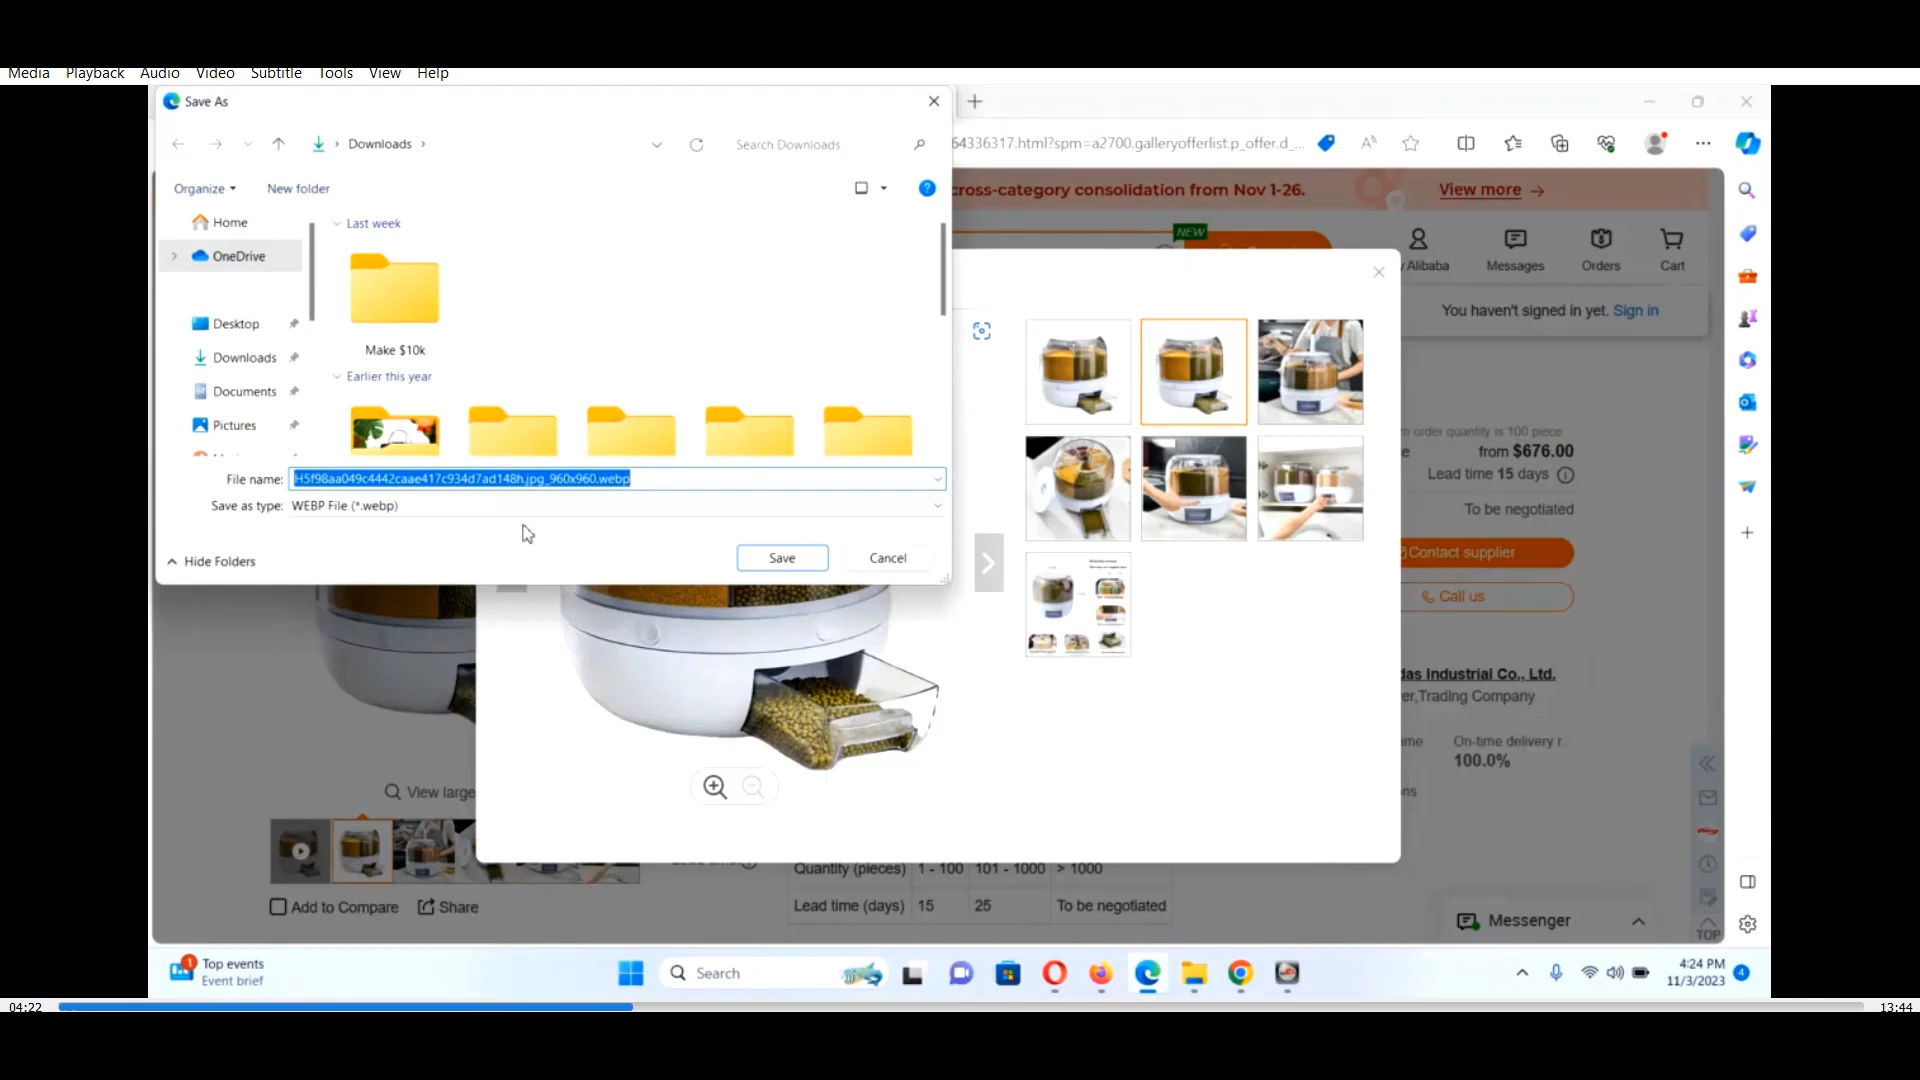 Media Playback Audio Video Subtitle Tools View Help
Save As
Downloads
Search Downloads
64336317.html?spm=a2700.galleryofferlist.p_offer.d_...
Organize
New folder
cross-category consolidation from Nov 1-26.
View more →
Home
OneDrive
Desktop
Downloads
Documents
Pictures
Last week
Make $10k
Earlier this year
File name: H5f98aa049c4442caae417c934d7ad148h.jpg_960x960.webp
Save as type: WEBP File (*.webp)
Hide Folders
Save
Cancel
NEW
Alibaba
Messages
Orders
Cart
You haven't signed in yet. Sign in
order quantity is 100 piece
from $676.00
Lead time 15 days
To be negotiated
Contact supplier
Call us
das Industrial Co., Ltd.
er,Trading Company
On-time delivery r..
100.0%
View large
Quantity (pieces) 1 - 100 101 - 1000 > 1000
Lead time (days) 15 25 To be negotiated
Add to Compare
Share
Messenger
TOP
1
Top events
Event brief
Search
4:24 PM
11/3/2023
4
04:22
13:44